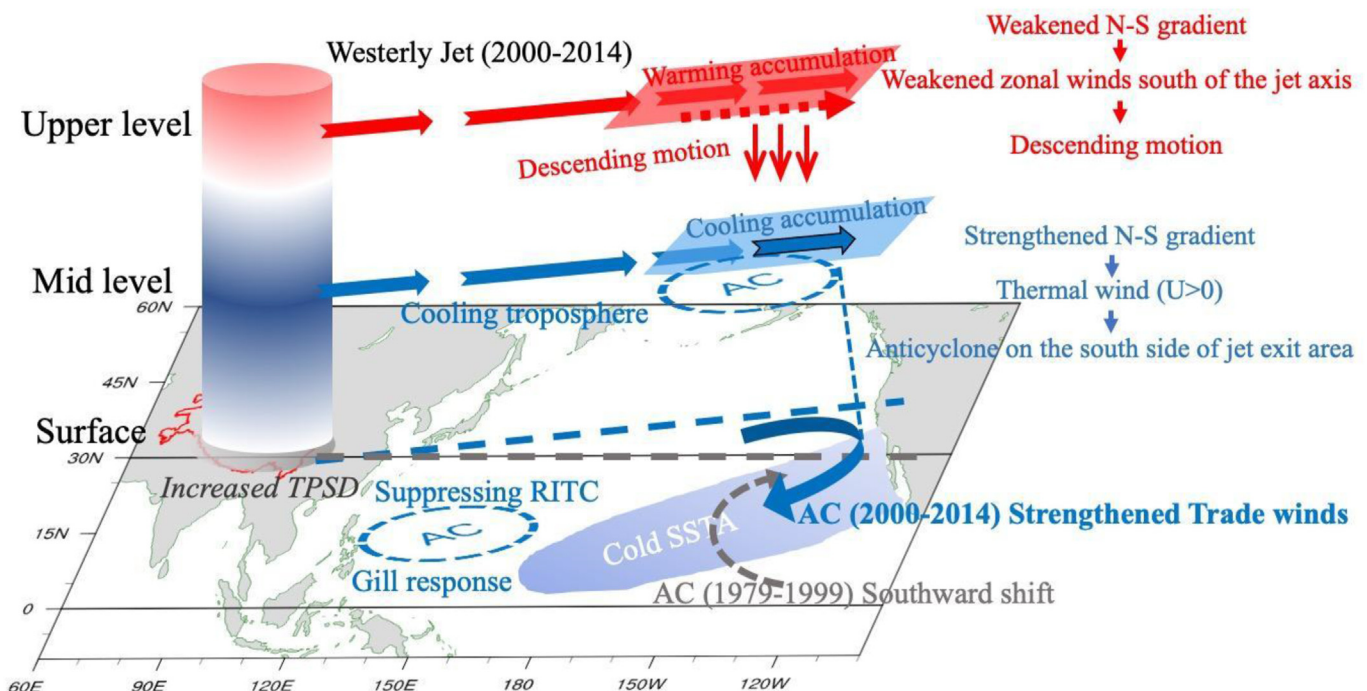 Weakened N-S gradient
Westerly Jet (2000-2014)
Warming accumulation
Weakened zonal winds south of the jet axis
Upper level
Descending motion
Descending motion
Cooling accumulation
Strengthened N-S gradient
Mid level
AC
Thermal wind (U>0)
60N
Cooling troposphere
Anticyclone on the south side of jet exit area
45N
Surface
30N
Increased TPSD
Suppressing RITC
AC (2000-2014) Strengthened Trade winds
15N
AC
Cold SSTA
Gill response
AC (1979-1999) Southward shift
0
60E 90E 120E 150E 180 150W 120W